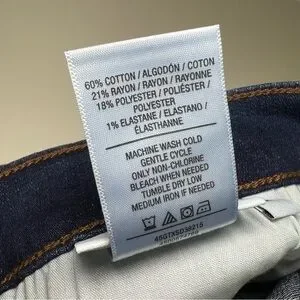 60% COTTON / ALGODÓN / COTON
21% RAYON / RAYON / RAYONNE
18% POLYESTER / POLIÉSTER /
POLYESTER
1% ELASTANE / ELASTANO /
ÉLASTHANNE
MACHINE WASH COLD
GENTLE CYCLE
ONLY NON-CHLORINE
BLEACH WHEN NEEDED
TUMBLE DRY LOW
MEDIUM IRON IF NEEDED
45GTXSD38215